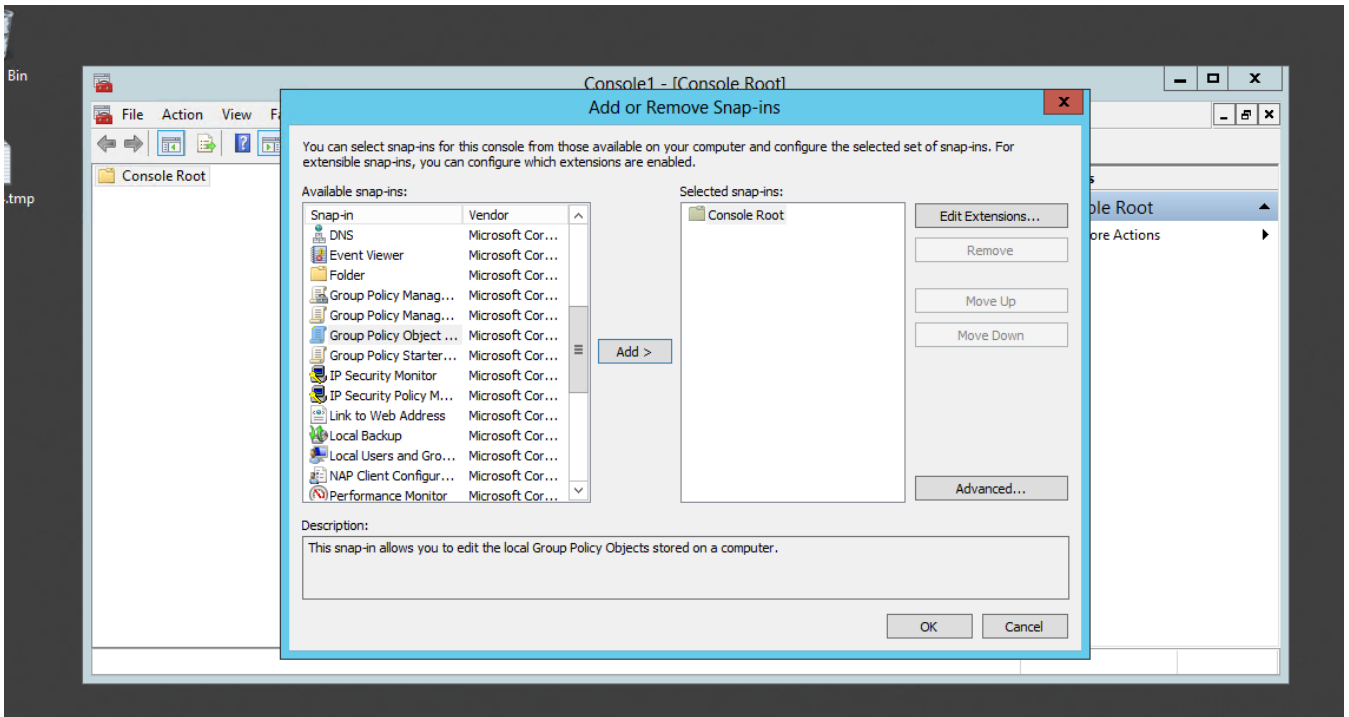 Bin
.tmp
Console1 - [Console Root]
Add or Remove Snap-ins
File Action View
Console Root
You can select snap-ins for this console from those available on your computer and configure the selected set of snap-ins. For
extensible snap-ins, you can configure which extensions are enabled.
Available snap-ins:
Snap-in Vendor
DNS Microsoft Cor...
Event Viewer Microsoft Cor...
Folder Microsoft Cor...
Group Policy Manag... Microsoft Cor...
Group Policy Manag... Microsoft Cor...
Group Policy Object ... Microsoft Cor...
Group Policy Starter... Microsoft Cor...
IP Security Monitor Microsoft Cor...
IP Security Policy M... Microsoft Cor...
Link to Web Address Microsoft Cor...
Local Backup Microsoft Cor...
Local Users and Gro... Microsoft Cor...
NAP Client Configur... Microsoft Cor...
Performance Monitor Microsoft Cor...
Add >
Selected snap-ins:
Console Root
Edit Extensions...
Remove
Move Up
Move Down
Advanced...
Description:
This snap-in allows you to edit the local Group Policy Objects stored on a computer.
OK Cancel
ole Root
ore Actions